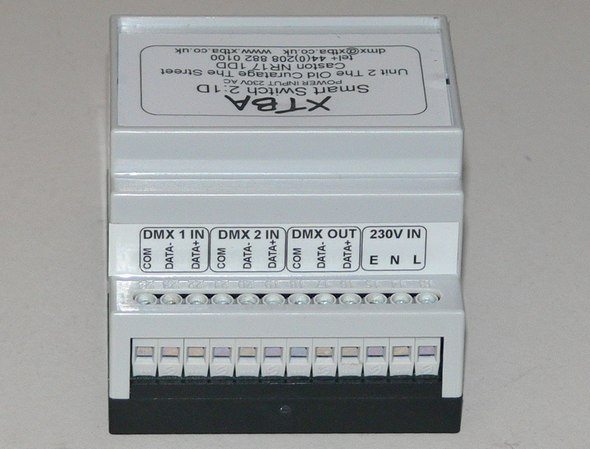 XTBA
Smart Switch 2:1D
POWER INPUT 230V AC
Unit 2 The Old Curatage The Street
Caston NR17 1DD
tel+ 44(0)208 882 0100
dmx@xtba.co.uk www.xtba.co.uk
DMX 1 IN DMX 2 IN DMX OUT 230V IN
COM DATA- DATA+ COM DATA- DATA+ COM DATA- DATA+ E N L